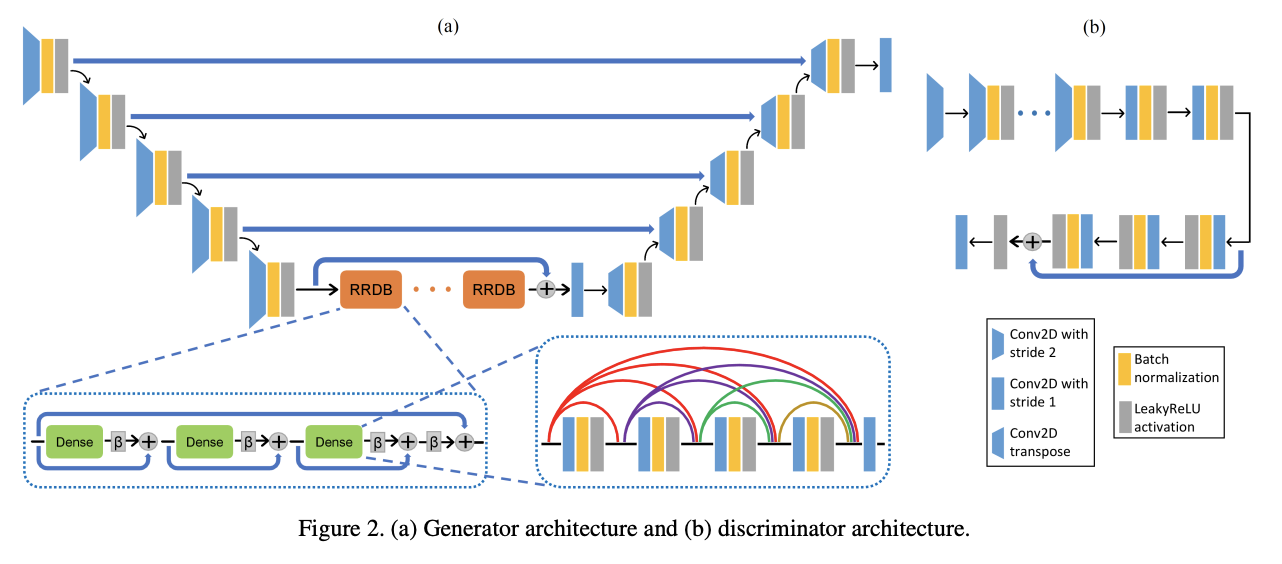 (a)
(b)
RRDB
RRDB
Dense
β
Dense
β
Dense
β
β
Conv2D with
stride 2
Conv2D with
stride 1
Conv2D
transpose
Batch
normalization
LeakyReLU
activation
Figure 2. (a) Generator architecture and (b) discriminator architecture.